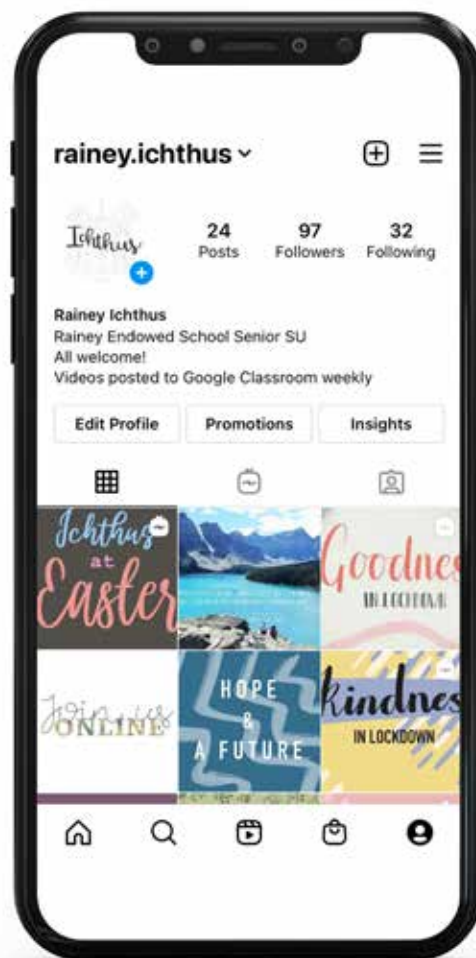 rainey.ichthus
Ichthus
24
97
32
Posts
Followers
Following
Rainey Ichthus
Rainey Endowed School Senior SU
All welcome!
Videos posted to Google Classroom weekly
Edit Profile
Promotions
Insights
Ichthus
at
Easter
Goodnes
IN LOCKDOWN
Join us
ONLINE
HOPE
&
A FUTURE
Kindnes
IN LOCKDOWN